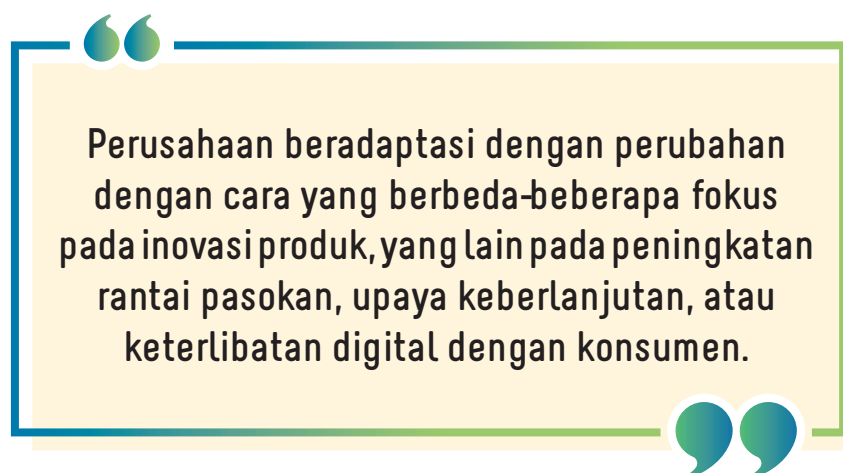 Perusahaan beradaptasi dengan perubahan
dengan cara yang berbeda-beberapa fokus
pada inovasi produk, yang lain pada peningkatan
rantai pasokan, upaya keberlanjutan, atau
keterlibatan digital dengan konsumen.